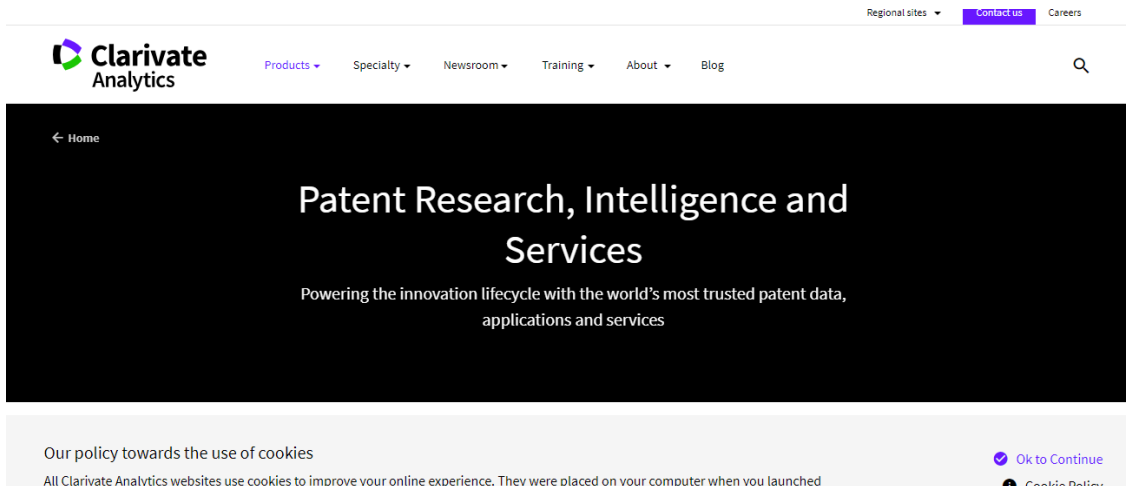 Regional sites
Contact us
Careers
Clarivate
Analytics
Products
Specialty
Newsroom
Training
About
Blog
← Home
Patent Research, Intelligence and
Services
Powering the innovation lifecycle with the world's most trusted patent data,
applications and services
Our policy towards the use of cookies
Ok to Continue
All Clarivate Analytics websites use cookies to improve your online experience. They were placed on your computer when you launched
Cookie Policy